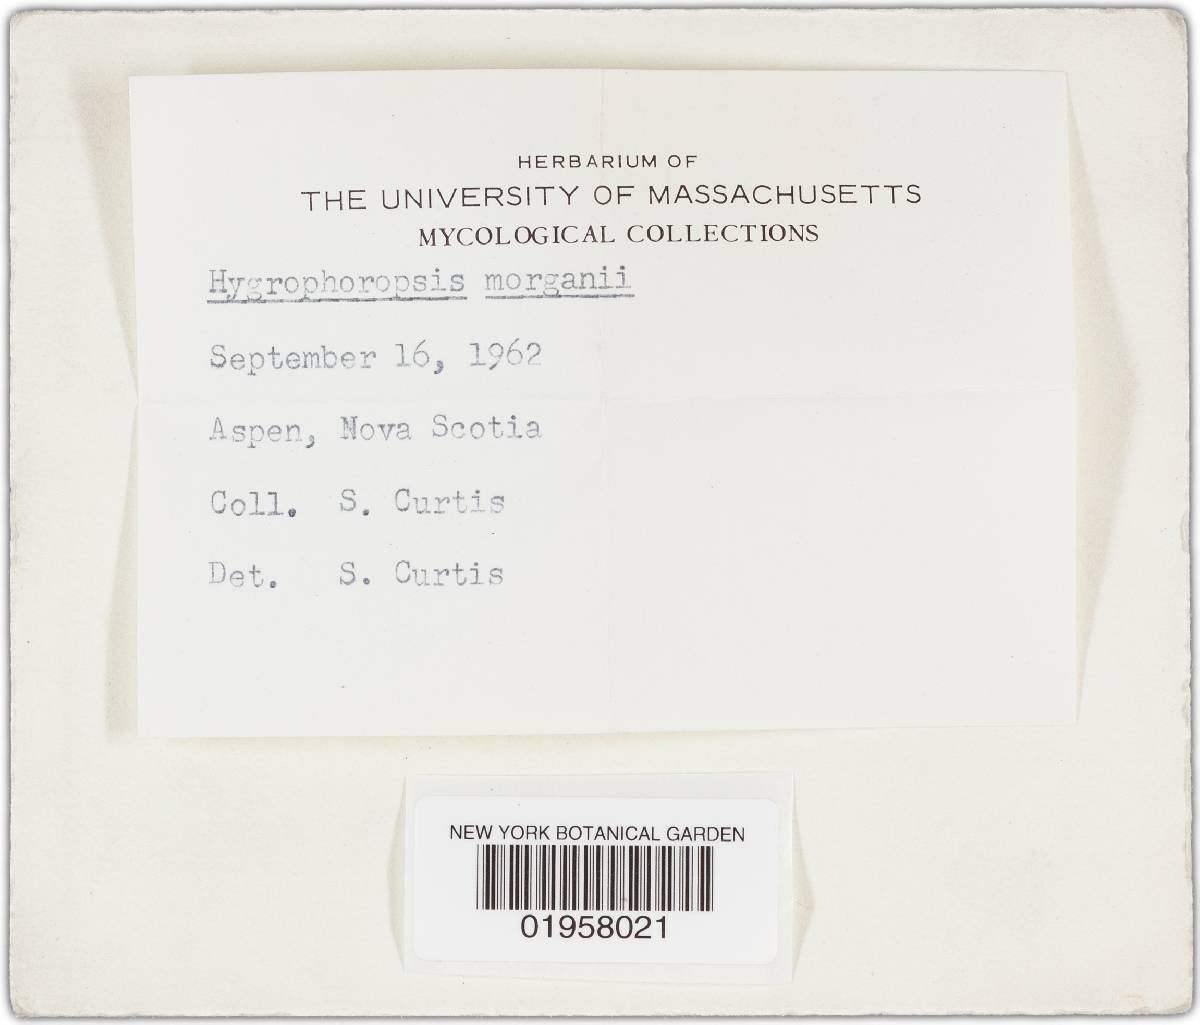 HERBARIUM OF
THE UNIVERSITY OF MASSACHUSETTS
MYCOLOGICAL COLLECTIONS
Hygrophoropsis morganii
September 16, 1962
Aspen, Nova Scotia
Coll. S. Curtis
Det. S. Curtis
NEW YORK BOTANICAL GARDEN
01958021